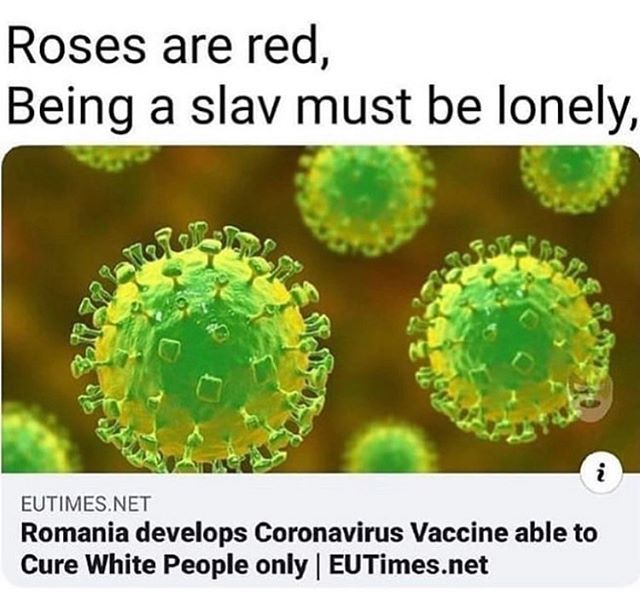 Roses are red,
Being a slav must be lonely,
i
EUTIMES.NET
Romania develops Coronavirus Vaccine able to
Cure White People only | EUTimes.net